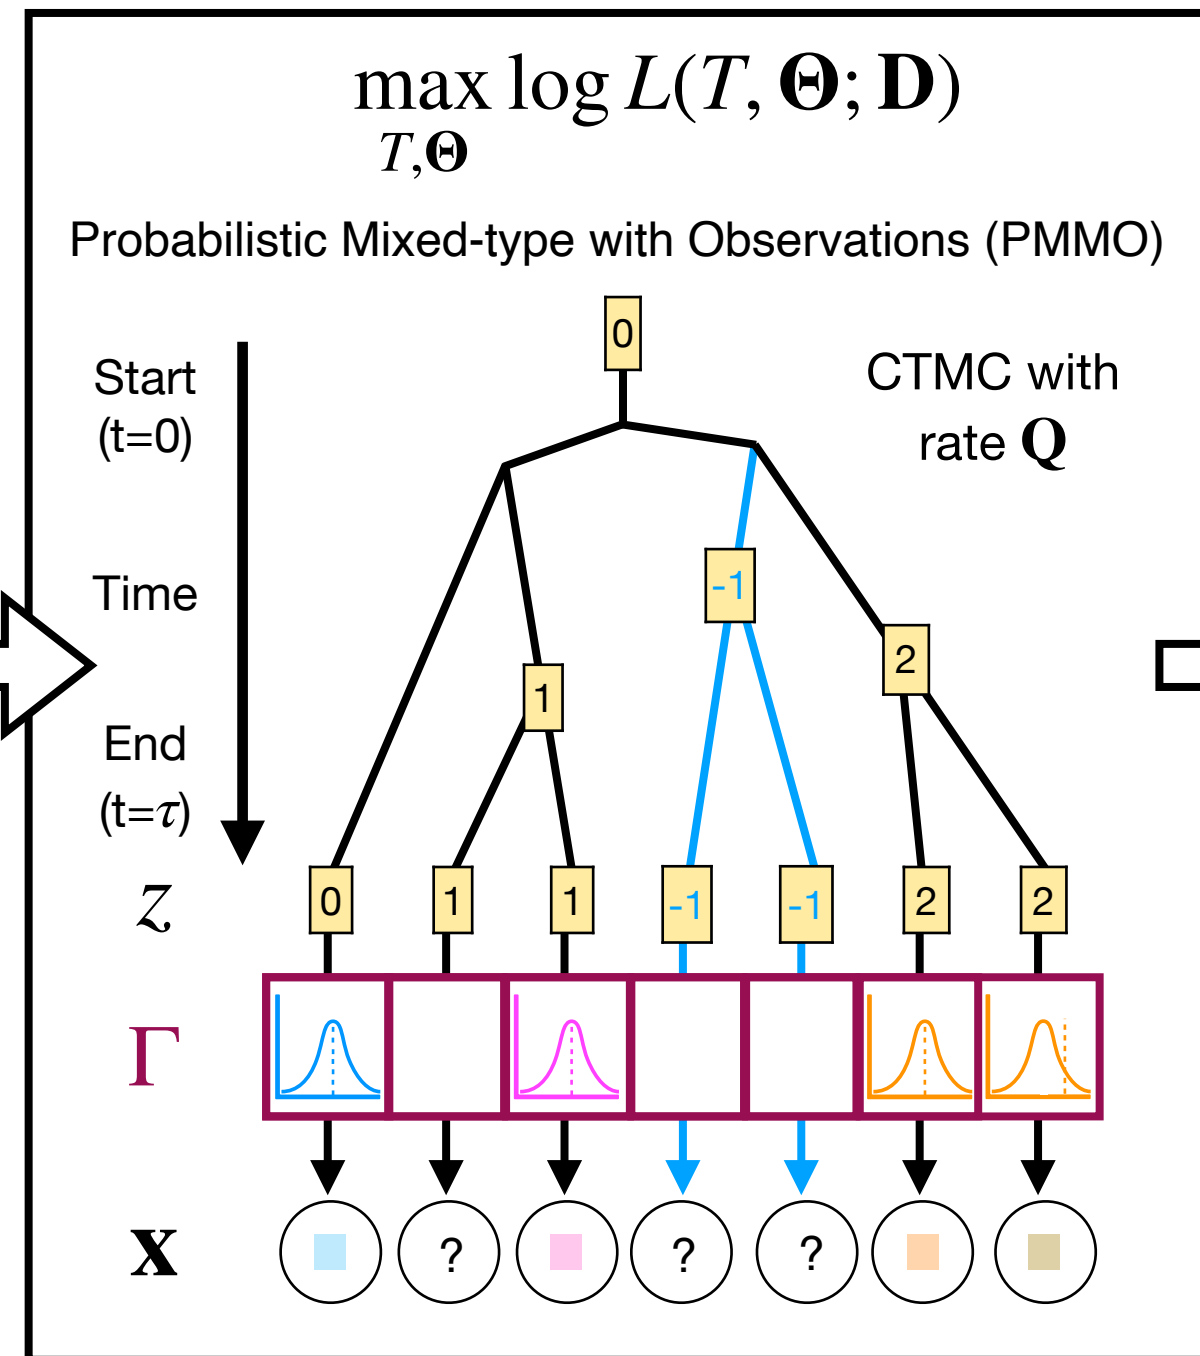 max log L(T, Θ; D)
T,Θ
Probabilistic Mixed-type with Observations (PMMO)
0
Start
(t=0)
CTMC with
rate Q
Time
-1
2
1
End
(t=τ)
z
0 1 1 -1 -1 2 2
Γ
x
? ? ?